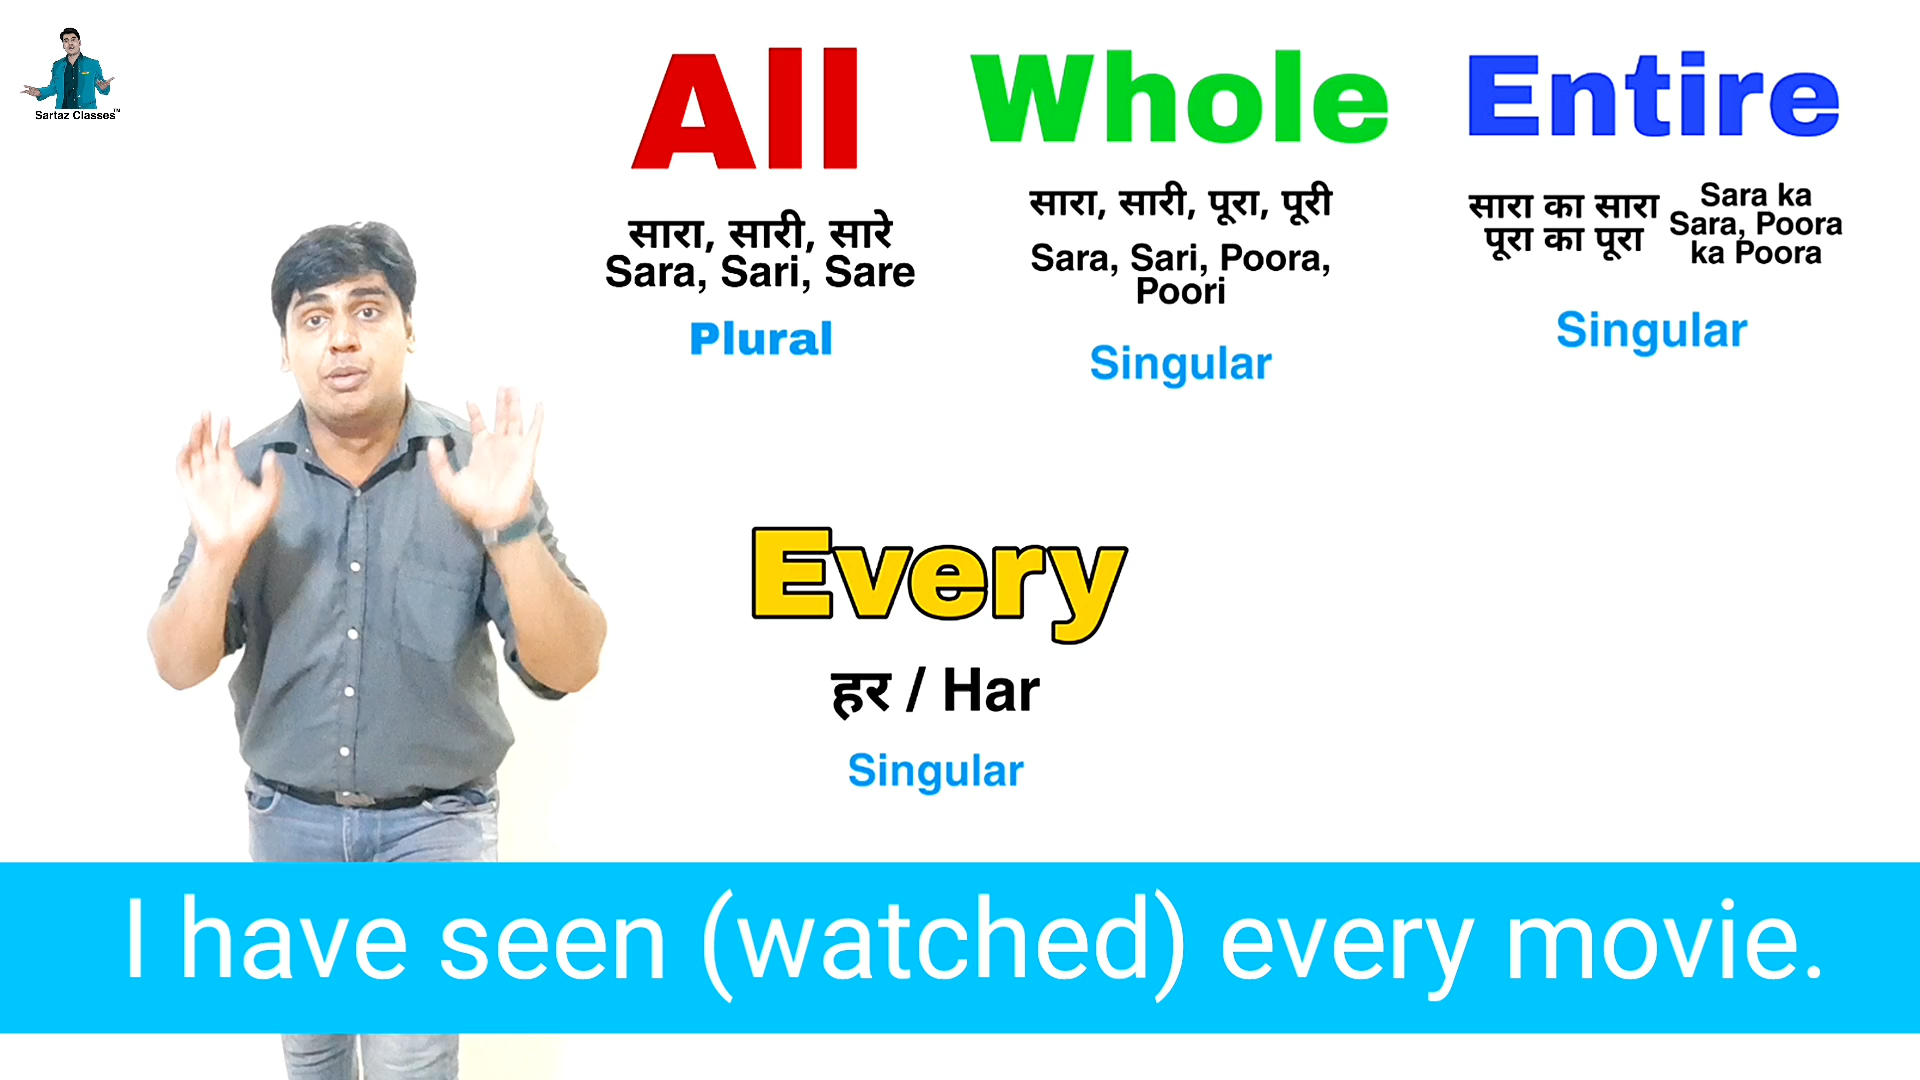 Sartaz Classes™
All
सारा, सारी, सारे
Sara, Sari, Sare
Plural
Whole
सारा, सारी, पूरा, पूरी
Sara, Sari, Poora,
Poori
Singular
Entire
सारा का सारा
पूरा का पूरा
Sara ka
Sara, Poora
ka Poora
Singular
Every
हर / Har
Singular
I have seen (watched) every movie.